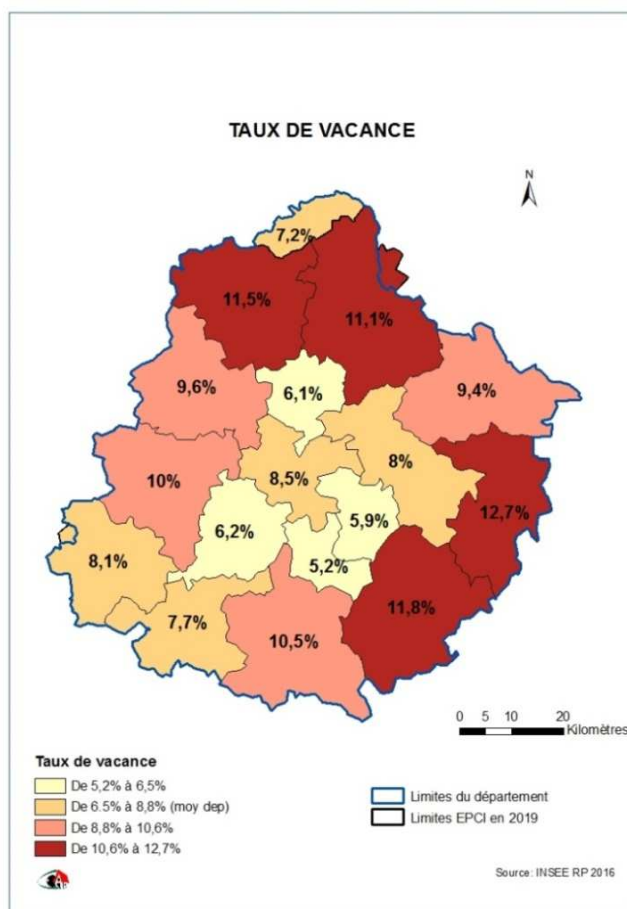 TAUX DE VACANCE
N
7,2%
11,5%
11,1%
9,6%
6,1%
9,4%
10%
8,5%
8%
6,2%
5,9%
12,7%
8,1%
5,2%
7,7%
10,5%
11,8%
0 5 10 20
Kilomètres
Taux de vacance
De 5,2% à 6,5%
De 6.5% à 8,8% (moy dep)
De 8,8% à 10,6%
De 10,6% à 12,7%
Limites du département
Limites EPCI en 2019
Source: INSEE RP 2016